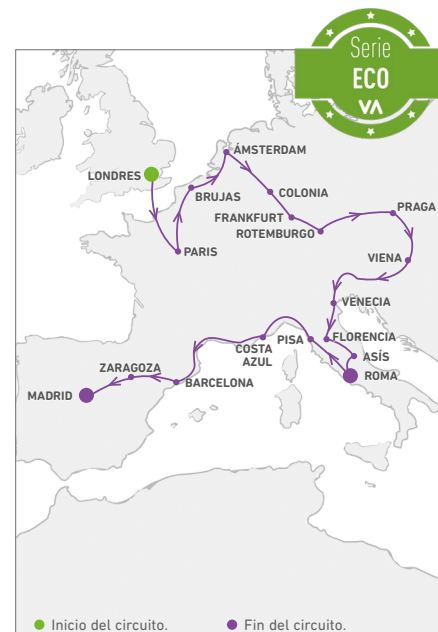 Serie
ECO
VA
ÁMSTERDAM
LONDRES
BRUJAS
COLONIA
FRANKFURT
PRAGA
ROTEMBURGO
PARIS
VIENA
VENECIA
FLORENCIA
PISA
COSTA
AZUL
ASÍS
ZARAGOZA
ROMA
BARCELONA
MADRID
Inicio del circuito.
Fin del circuito.